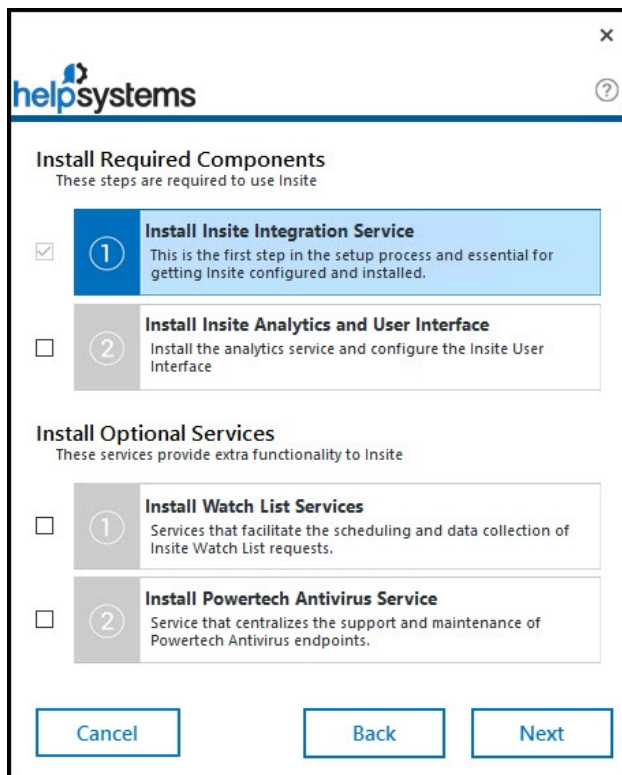 ×
helpsystems
?
Install Required Components
These steps are required to use Insite
1
Install Insite Integration Service
This is the first step in the setup process and essential for
getting Insite configured and installed.
2
Install Insite Analytics and User Interface
Install the analytics service and configure the Insite User
Interface
Install Optional Services
These services provide extra functionality to Insite
1
Install Watch List Services
Services that facilitate the scheduling and data collection of
Insite Watch List requests.
2
Install Powertech Antivirus Service
Service that centralizes the support and maintenance of
Powertech Antivirus endpoints.
Cancel Back Next